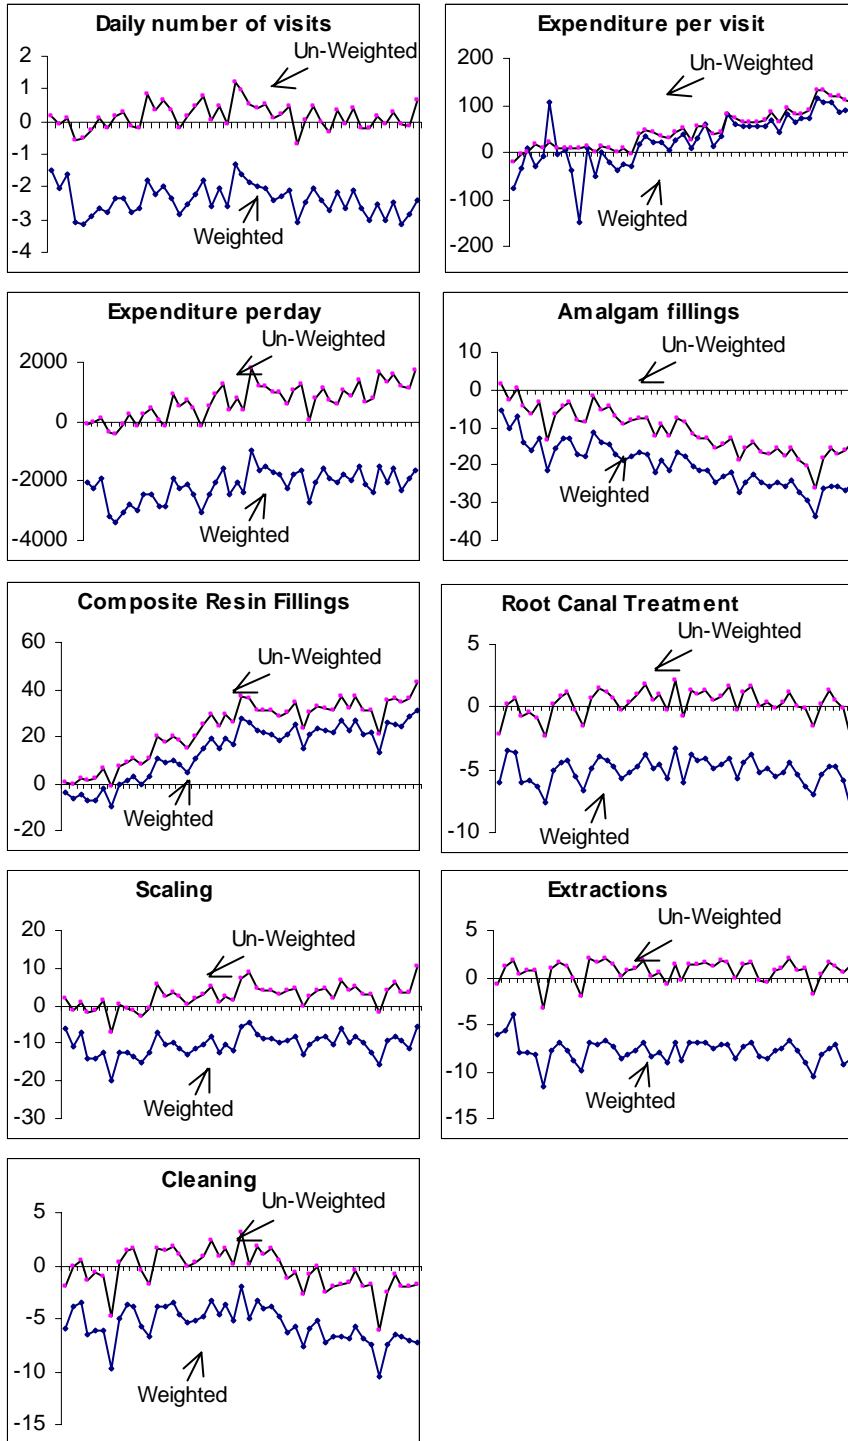 Daily number of visits
Un-Weighted
2
1
0
-1
-2
-3
-4
Weighted
Expenditure per visit
Un-Weighted
200
100
0
-100
-200
Weighted
Expenditure perday
Un-Weighted
2000
0
-2000
-4000
Weighted
Amalgam fillings
Un-Weighted
10
0
-10
-20
-30
-40
Weighted
Composite Resin Fillings
Un-Weighted
60
40
20
0
-20
Weighted
Root Canal Treatment
Un-Weighted
5
0
-5
-10
Weighted
Scaling
Un-Weighted
20
10
0
-10
-20
-30
Weighted
Extractions
Un-Weighted
5
0
-5
-10
-15
Weighted
Cleaning
Un-Weighted
5
0
-5
-10
-15
Weighted